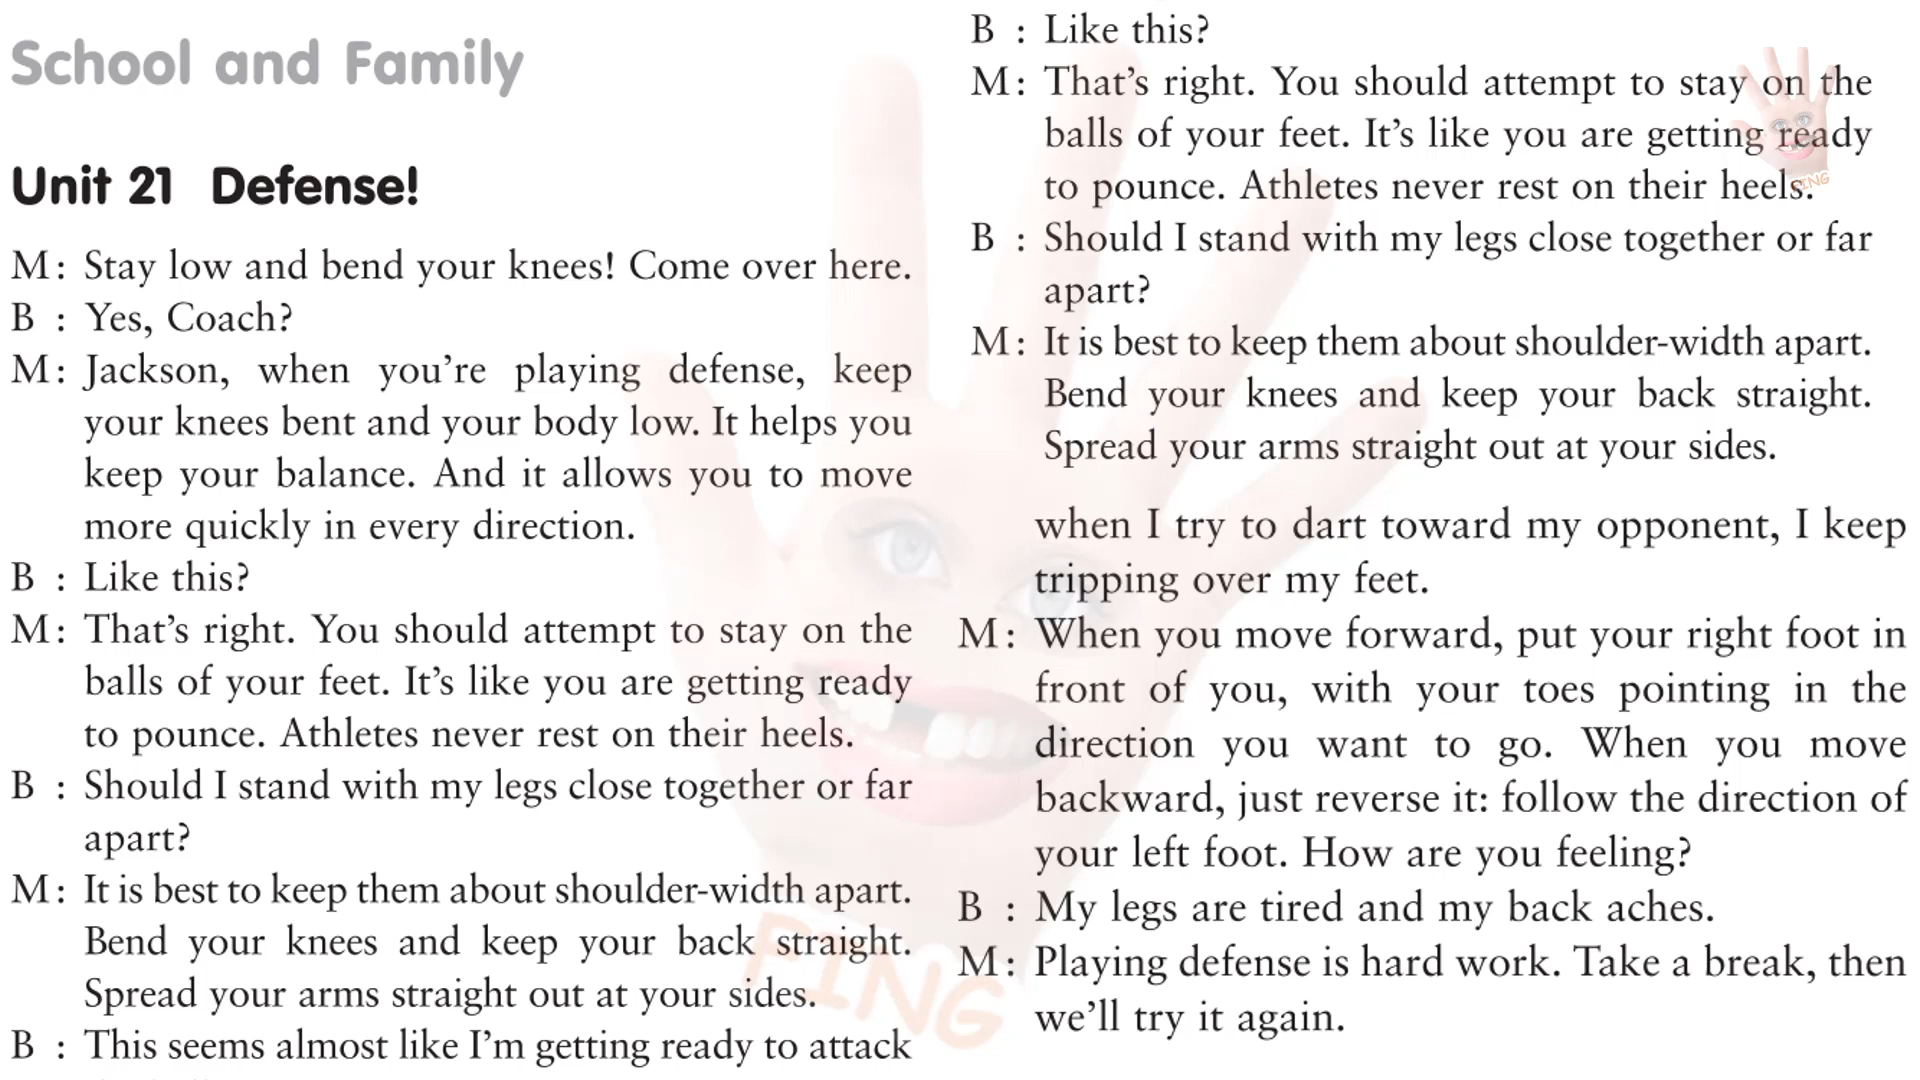 School and Family
Unit 21 Defense!
M: Stay low and bend your knees! Come over here.
B : Yes, Coach?
M: Jackson, when you’re playing defense, keep
your knees bent and your body low. It helps you
keep your balance. And it allows you to move
more quickly in every direction.
B : Like this?
M: That’s right. You should attempt to stay on the
balls of your feet. It’s like you are getting ready
to pounce. Athletes never rest on their heels.
B : Should I stand with my legs close together or far
apart?
M: It is best to keep them about shoulder-width apart.
Bend your knees and keep your back straight.
Spread your arms straight out at your sides.
B : This seems almost like I’m getting ready to attack
B : Like this?
M: That’s right. You should attempt to stay on the
balls of your feet. It’s like you are getting ready
to pounce. Athletes never rest on their heels.
B : Should I stand with my legs close together or far
apart?
M: It is best to keep them about shoulder-width apart.
Bend your knees and keep your back straight.
Spread your arms straight out at your sides.
when I try to dart toward my opponent, I keep
tripping over my feet.
M: When you move forward, put your right foot in
front of you, with your toes pointing in the
direction you want to go. When you move
backward, just reverse it: follow the direction of
your left foot. How are you feeling?
B : My legs are tired and my back aches.
M: Playing defense is hard work. Take a break, then
we’ll try it again.
PING
PING